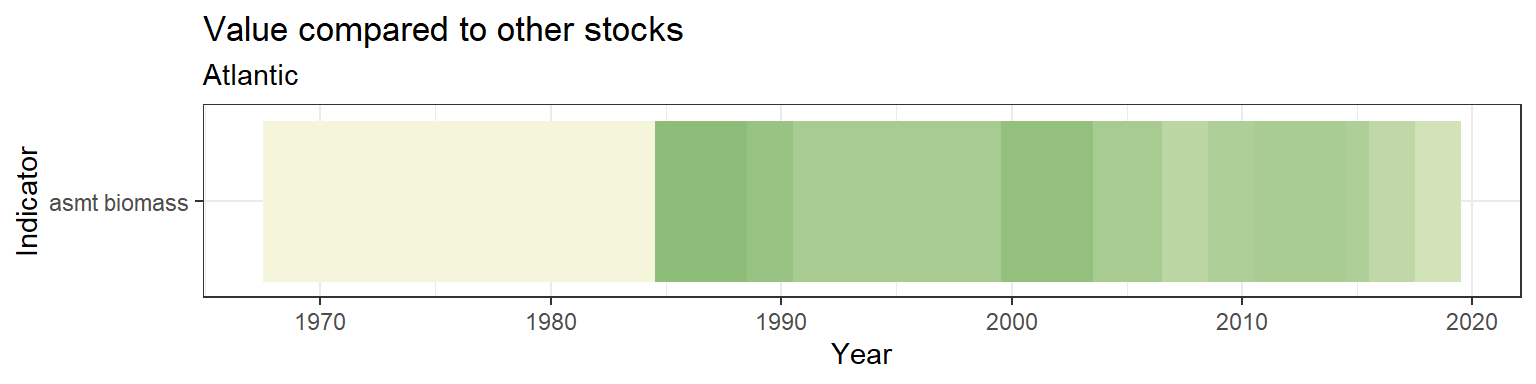 Value compared to other stocks
Atlantic
Indicator
asmt biomass
1970 1980 1990 2000 2010 2020
Year